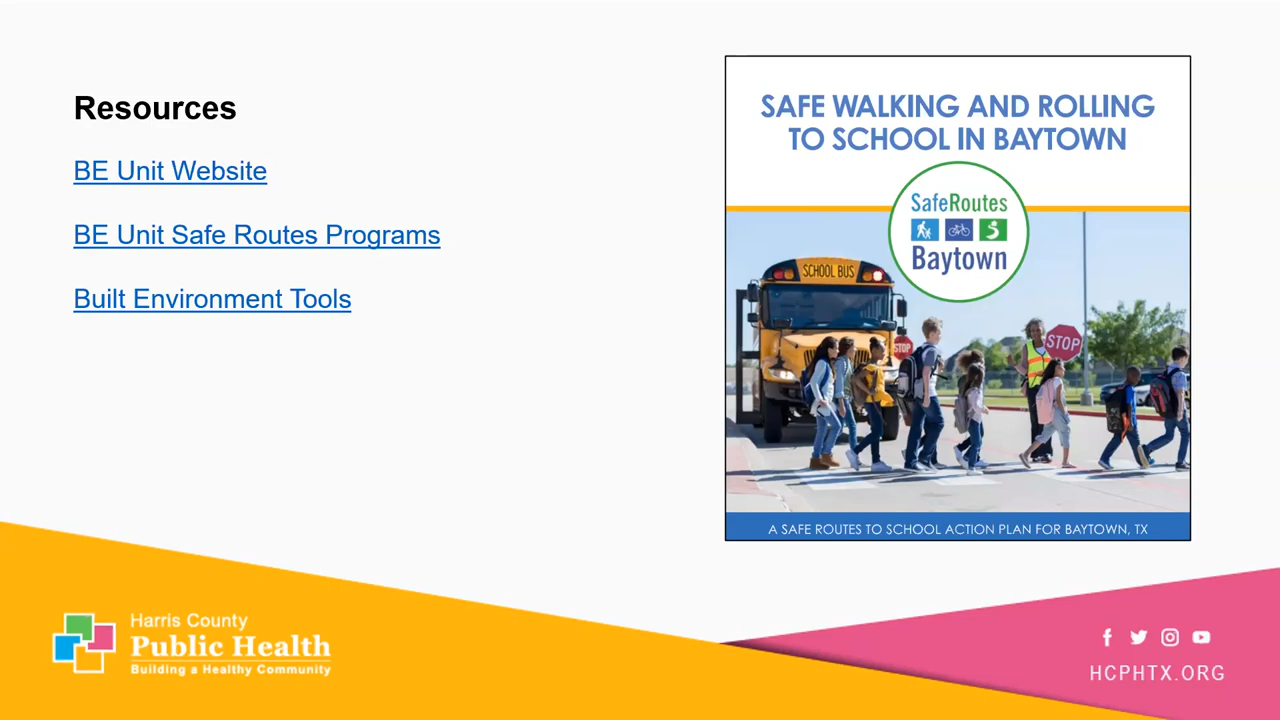 Resources
BE Unit Website
BE Unit Safe Routes Programs
Built Environment Tools
SAFE WALKING AND ROLLING
TO SCHOOL IN BAYTOWN
SafeRoutes
Baytown
SCHOOL BUS
STOP
STOP
A SAFE ROUTES TO SCHOOL ACTION PLAN FOR BAYTOWN, TX
Harris County
Public Health
Building a Healthy Community
HCPHTX.ORG